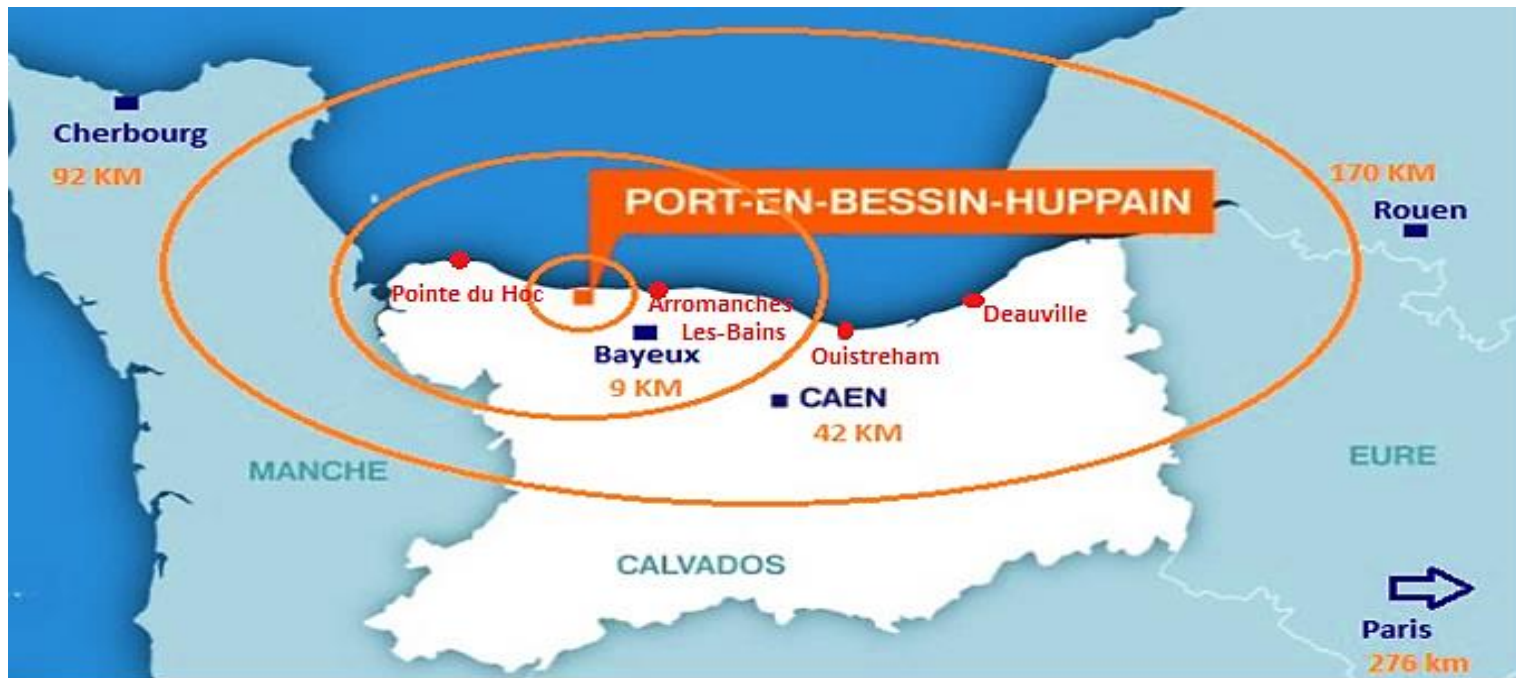 Cherbourg
92 KM
170 KM
Rouen
PORT-EN-BESSIN-HUPPAIN
Pointe du Hoc
Arromanches
Les-Bains
Deauville
Bayeux
9 KM
Ouistreham
CAEN
42 KM
MANCHE
EURE
CALVADOS
Paris
276 km